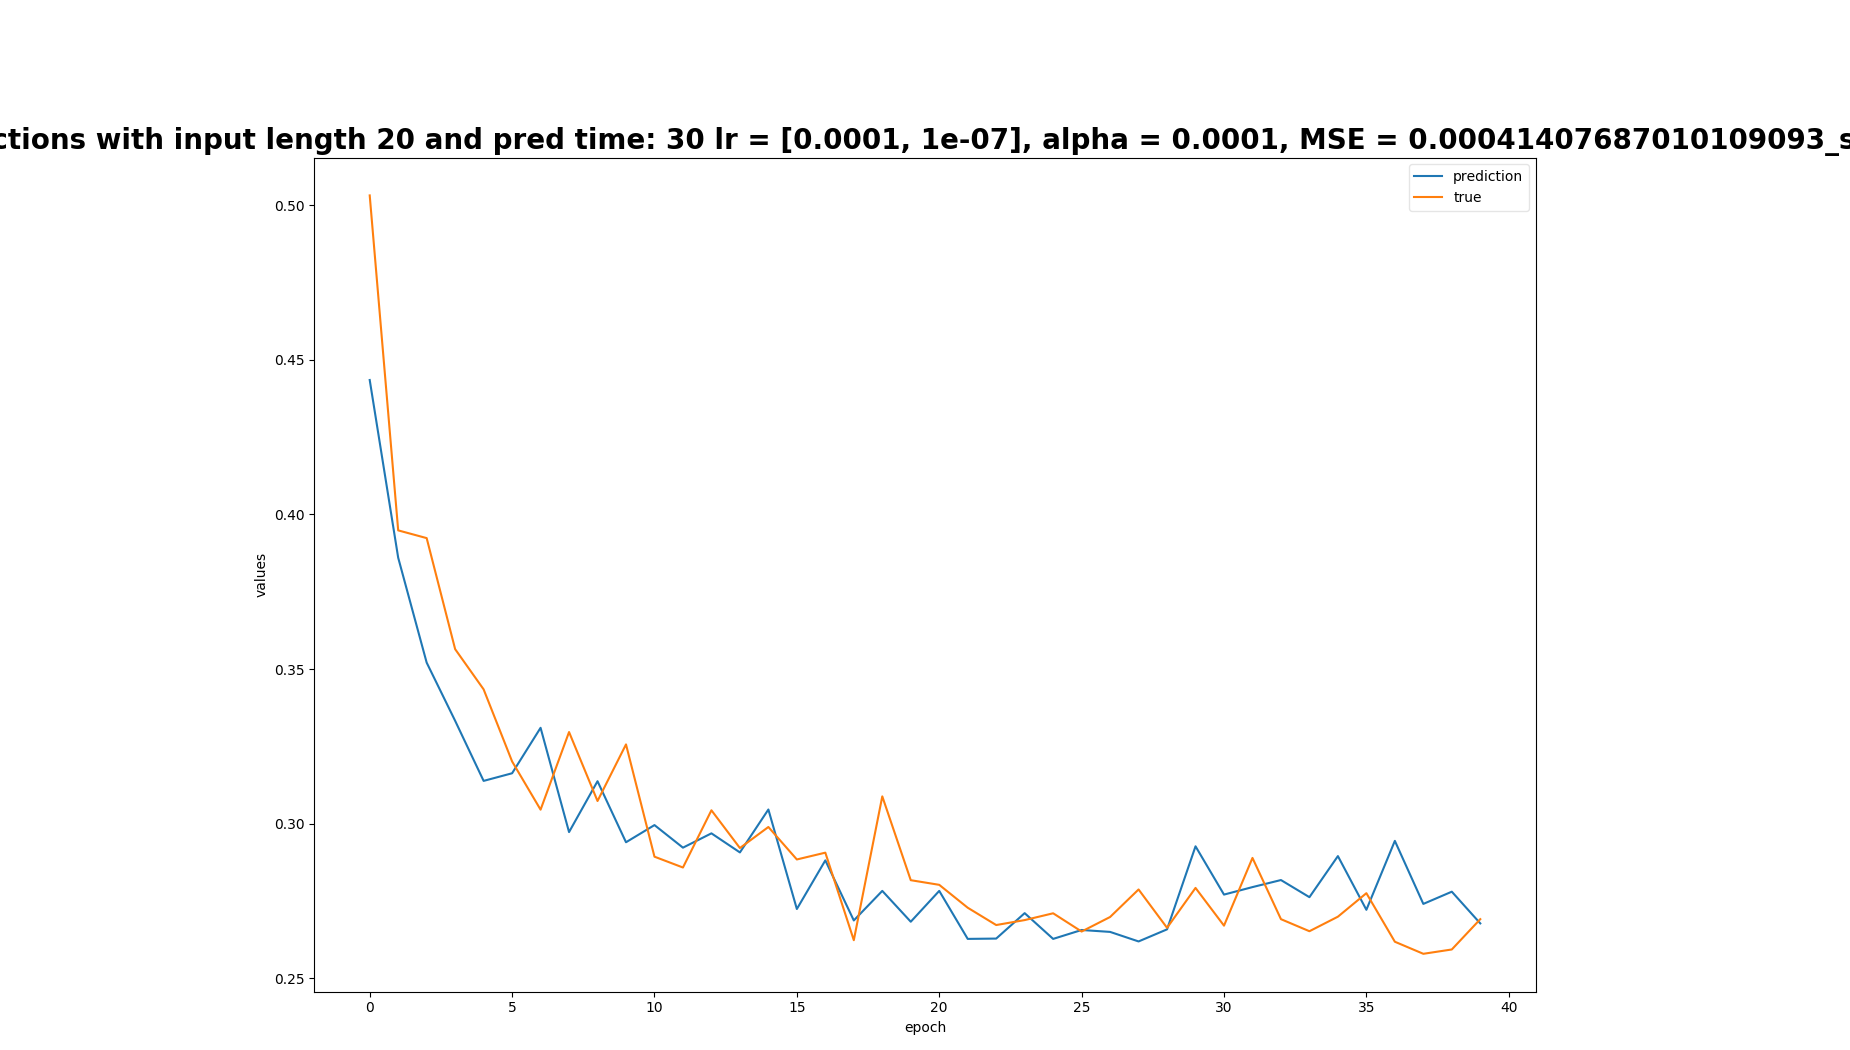 ctions with input length 20 and pred time: 30 lr = [0.0001, 1e-07], alpha = 0.0001, MSE = 0.00041407687010109093_s
prediction
true
0.50
0.45
0.40
0.35
0.30
0.25
values
0 5 10 15 20 25 30 35 40
epoch